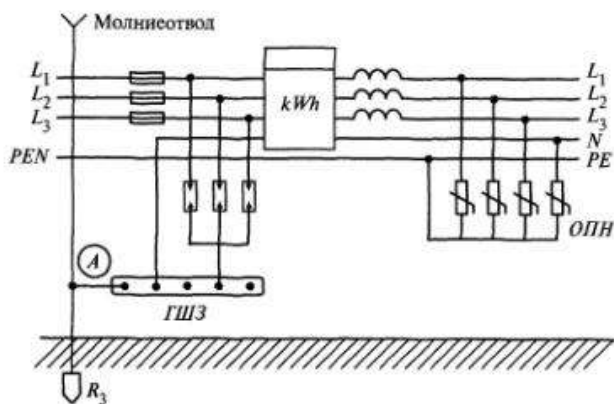 Молниеотвод
L₁
L₂
L₃
PEN
kWh
L₁
L₂
L₃
N
PE
ОПН
A
ГШЗ
R₃